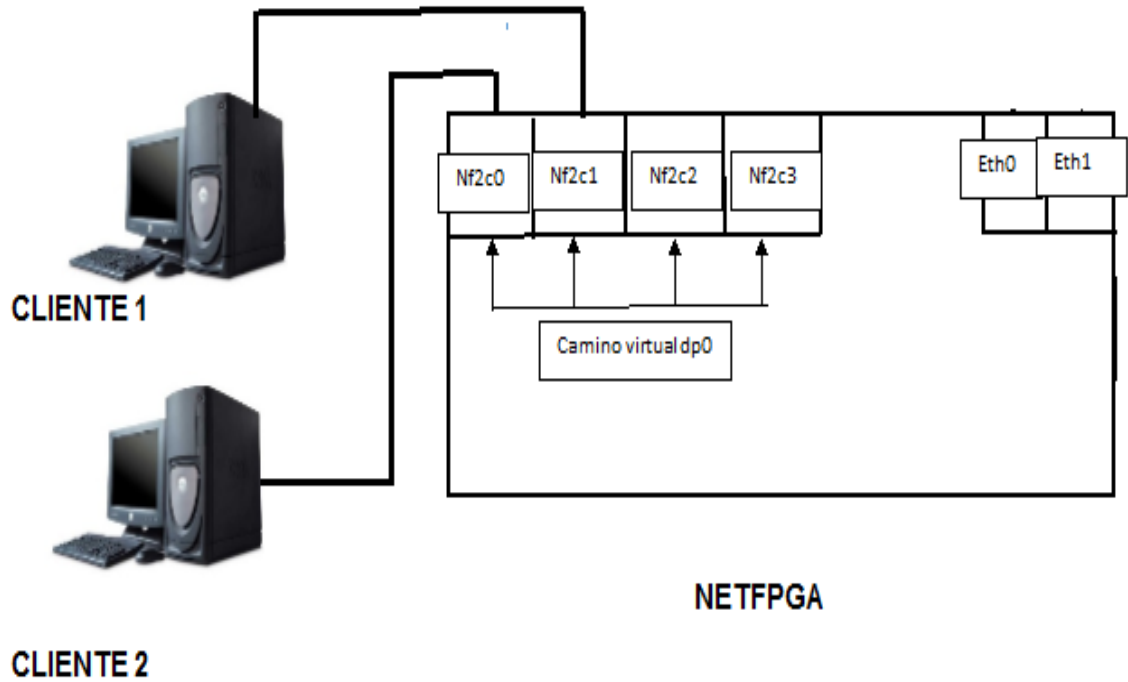 Nf2c0
Nf2c1
Nf2c2
Nf2c3
Eth0
Eth1
CLIENTE 1
Camino virtual dp0
NETFPGA
CLIENTE 2